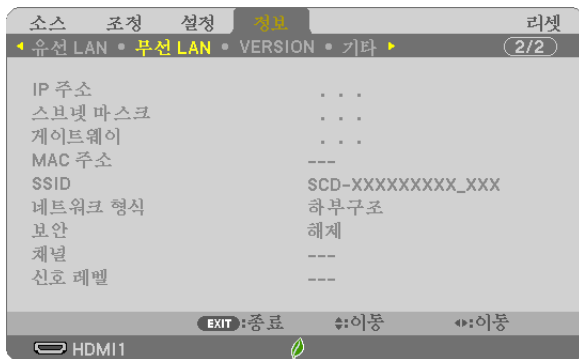 소스 조정 설정 정보 리셋
유선 LAN • 무선 LAN • VERSION • 기타 2/2
IP 주소 . . .
스브넷 마스크 . . .
게이트웨이 . . .
MAC 주소 ---
SSID SCD-XXXXXXXXX_XXX
네트워크 형식 하부구조
보안 해제
채널 ---
신호 레벨 ---
EXIT:종료 :이동 :이동
HDMI1